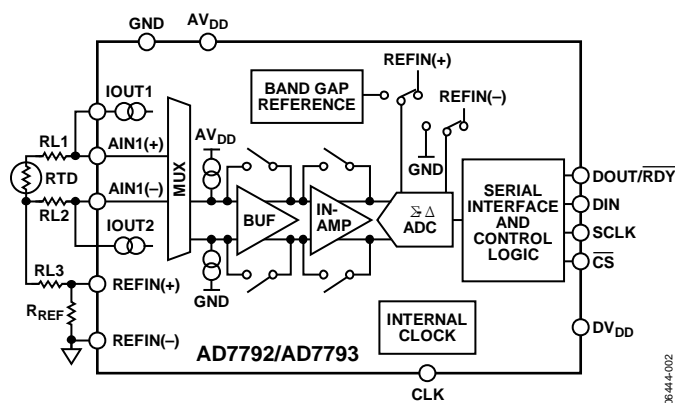 GND
AVDD
IOUT1
REFIN(+)
BAND GAP
REFERENCE
REFIN(–)
RL1
AIN1(+)
AVDD
GND
RTD
MUX
DOUT/RDY
AIN1(–)
SERIAL
INTERFACE
AND
CONTROL
LOGIC
DIN
RL2
BUF
IN-
AMP
Σ-Δ
ADC
SCLK
IOUT2
CS
RL3
REFIN(+)
GND
RREF
INTERNAL
CLOCK
DVDD
REFIN(–)
AD7792/AD7793
CLK
06444-002